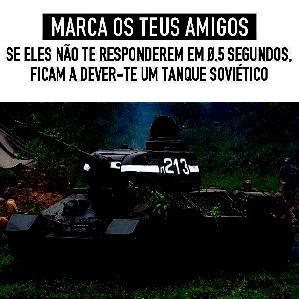 MARCA OS TEUS AMIGOS
SE ELES NÃO TE RESPONDEREM EM 0.5 SEGUNDOS,
FICAM A DEVER-TE UM TANQUE SOVIÉTICO
213